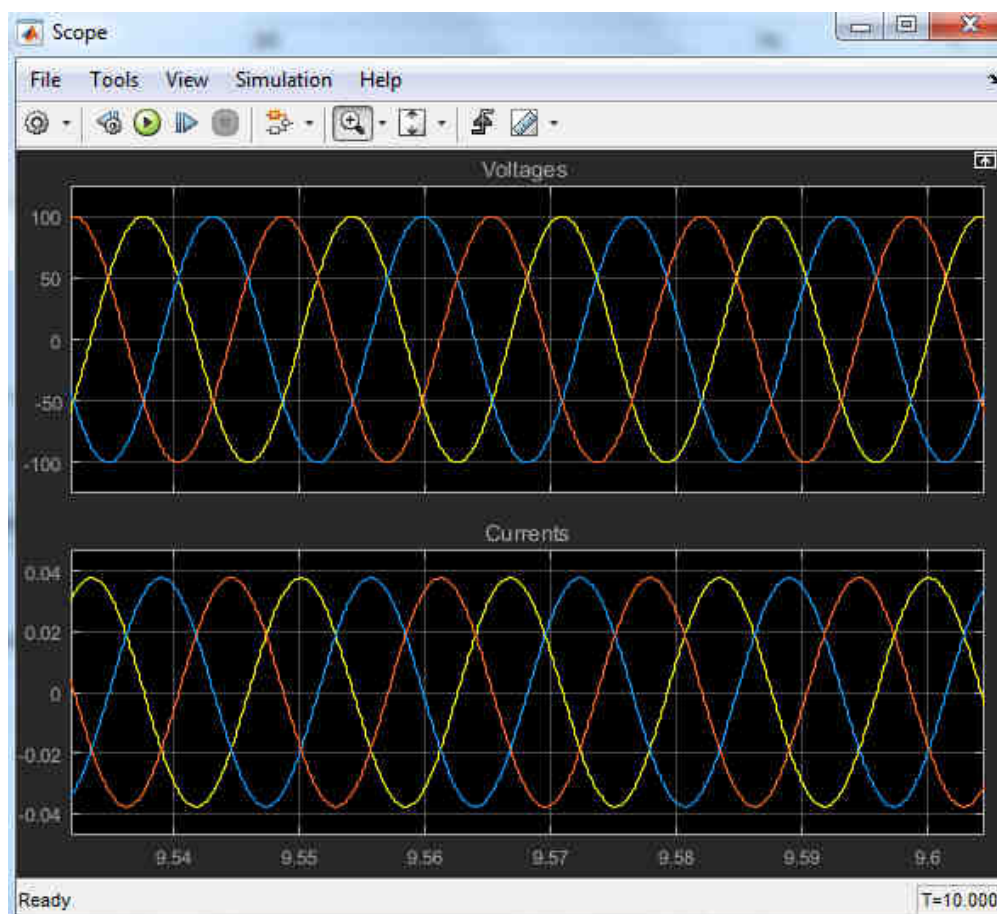 Scope
File Tools View Simulation Help
Voltages
100
50
0
-50
-100
Currents
0.04
0.02
0
-0.02
-0.04
9.54 9.55 9.56 9.57 9.58 9.59 9.6
Ready T=10.000